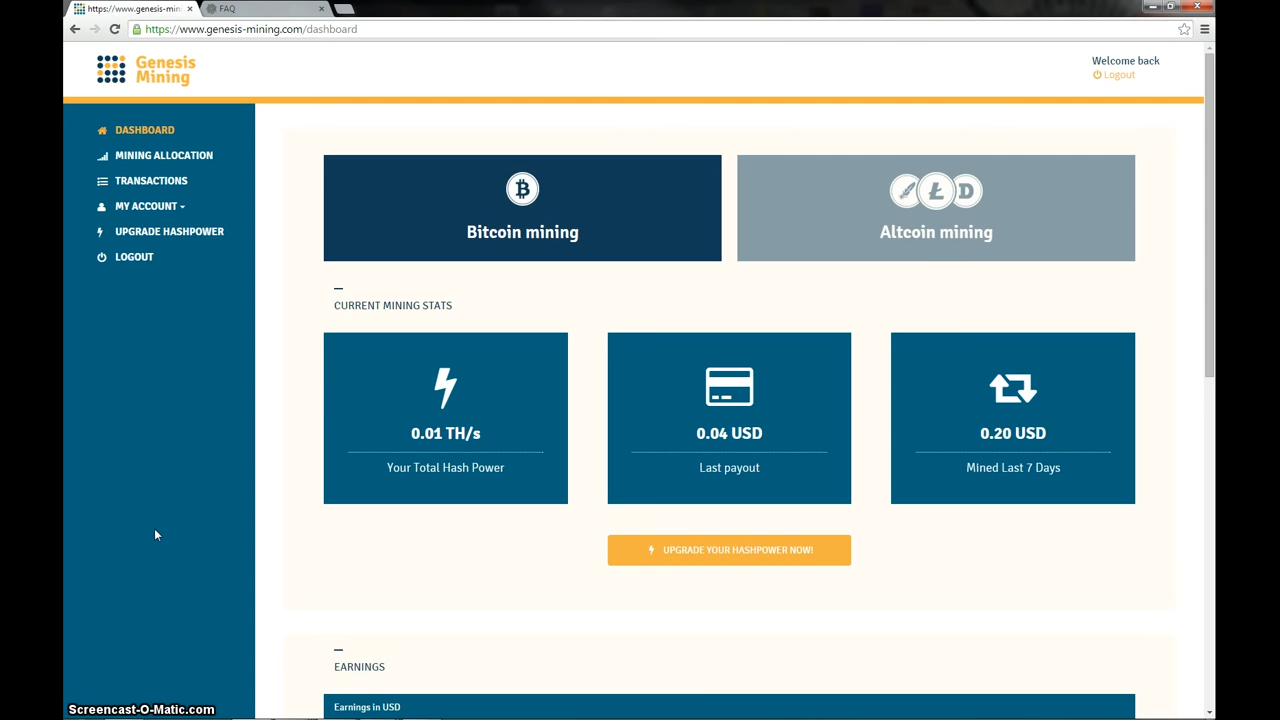 https://www.genesis-min
FAQ
https://www.genesis-mining.com/dashboard
Genesis
Mining
Welcome back
Logout
DASHBOARD
MINING ALLOCATION
TRANSACTIONS
MY ACCOUNT
UPGRADE HASHPOWER
LOGOUT
Bitcoin mining
Altcoin mining
CURRENT MINING STATS
0.01 TH/s
Your Total Hash Power
0.04 USD
Last payout
0.20 USD
Mined Last 7 Days
UPGRADE YOUR HASHPOWER NOW!
EARNINGS
Earnings in USD
Screencast-O-Matic.com